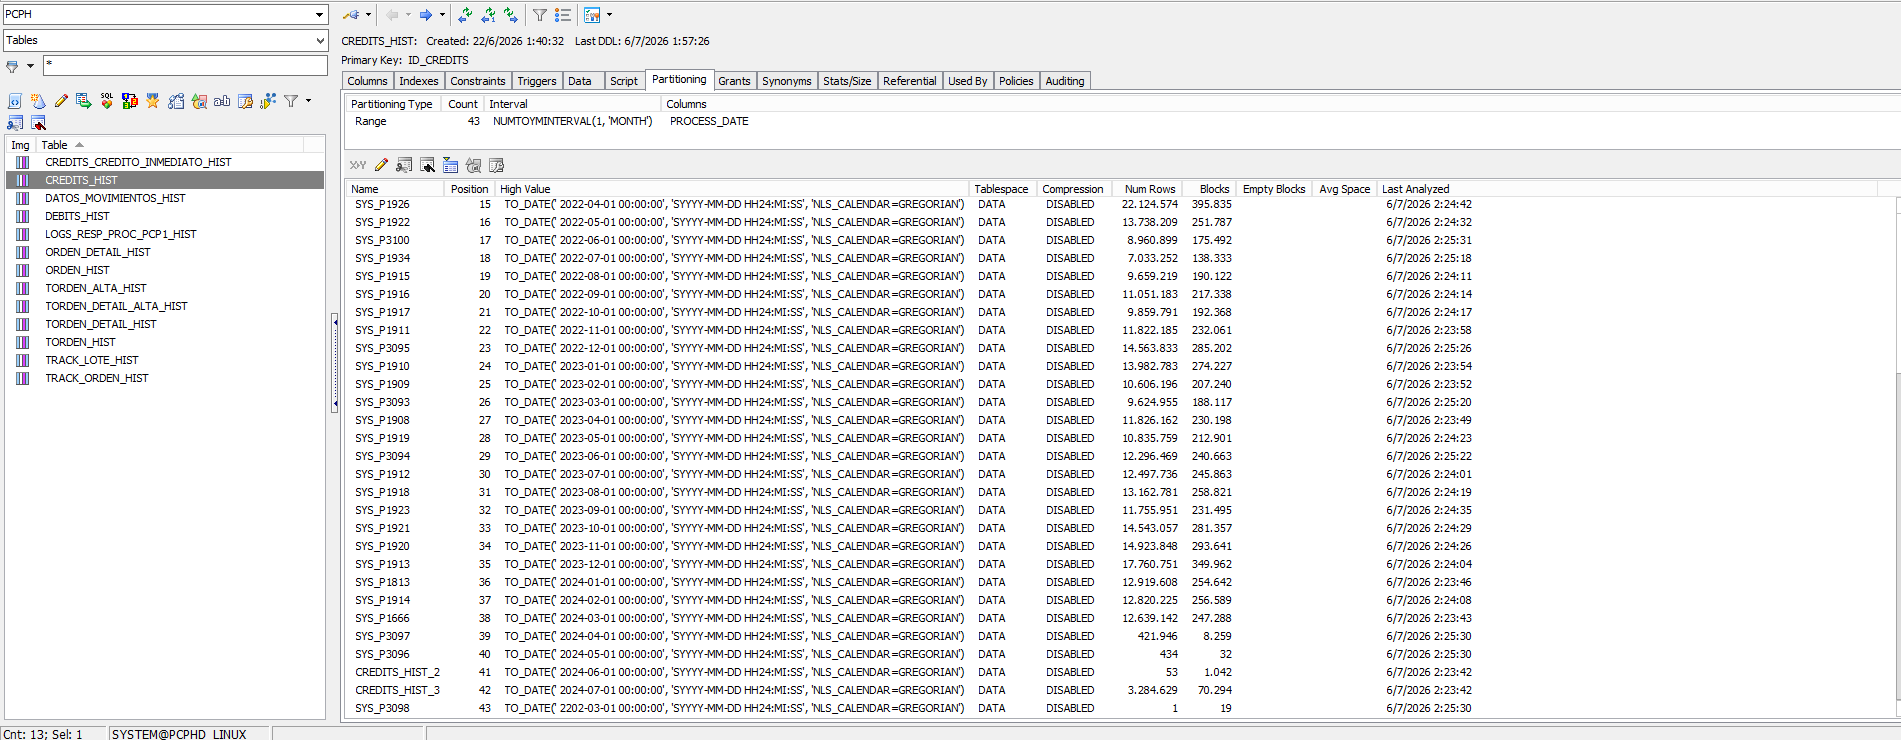 PCPH
Tables
*
Img Table
CREDITS_CREDITO_INMEDIATO_HIST
CREDITS_HIST
DATOS_MOVIMIENTOS_HIST
DEBITS_HIST
LOGS_RESP_PROC_PCP1_HIST
ORDEN_DETAIL_HIST
ORDEN_HIST
TORDEN_ALTA_HIST
TORDEN_DETAIL_ALTA_HIST
TORDEN_DETAIL_HIST
TORDEN_HIST
TRACK_LOTE_HIST
TRACK_ORDEN_HIST
CREDITS_HIST: Created: 22/6/2026 1:40:32 Last DDL: 6/7/2026 1:57:26
Primary Key: ID_CREDITS
Columns Indexes Constraints Triggers Data Script Partitioning Grants Synonyms Stats/Size Referential Used By Policies Auditing
Partitioning Type Count Interval Columns
Range 43 NUMTOYMINTERVAL(1, 'MONTH') PROCESS_DATE
Name Position High Value Tablespace Compression Num Rows Blocks Empty Blocks Avg Space Last Analyzed
SYS_P1926 15 TO_DATE(' 2022-04-01 00:00:00', 'SYYYY-MM-DD HH24:MI:SS', 'NLS_CALENDAR=GREGORIAN') DATA DISABLED 22.124.574 395.835 6/7/2026 2:24:42
SYS_P1922 16 TO_DATE(' 2022-05-01 00:00:00', 'SYYYY-MM-DD HH24:MI:SS', 'NLS_CALENDAR=GREGORIAN') DATA DISABLED 13.738.209 251.787 6/7/2026 2:24:32
SYS_P3100 17 TO_DATE(' 2022-06-01 00:00:00', 'SYYYY-MM-DD HH24:MI:SS', 'NLS_CALENDAR=GREGORIAN') DATA DISABLED 8.960.899 175.492 6/7/2026 2:25:31
SYS_P1934 18 TO_DATE(' 2022-07-01 00:00:00', 'SYYYY-MM-DD HH24:MI:SS', 'NLS_CALENDAR=GREGORIAN') DATA DISABLED 7.033.252 138.333 6/7/2026 2:25:18
SYS_P1915 19 TO_DATE(' 2022-08-01 00:00:00', 'SYYYY-MM-DD HH24:MI:SS', 'NLS_CALENDAR=GREGORIAN') DATA DISABLED 9.659.219 190.122 6/7/2026 2:24:11
SYS_P1916 20 TO_DATE(' 2022-09-01 00:00:00', 'SYYYY-MM-DD HH24:MI:SS', 'NLS_CALENDAR=GREGORIAN') DATA DISABLED 11.051.183 217.338 6/7/2026 2:24:14
SYS_P1917 21 TO_DATE(' 2022-10-01 00:00:00', 'SYYYY-MM-DD HH24:MI:SS', 'NLS_CALENDAR=GREGORIAN') DATA DISABLED 9.859.791 192.368 6/7/2026 2:24:17
SYS_P1911 22 TO_DATE(' 2022-11-01 00:00:00', 'SYYYY-MM-DD HH24:MI:SS', 'NLS_CALENDAR=GREGORIAN') DATA DISABLED 11.822.185 232.061 6/7/2026 2:23:58
SYS_P3095 23 TO_DATE(' 2022-12-01 00:00:00', 'SYYYY-MM-DD HH24:MI:SS', 'NLS_CALENDAR=GREGORIAN') DATA DISABLED 14.563.833 285.202 6/7/2026 2:25:26
SYS_P1910 24 TO_DATE(' 2023-01-01 00:00:00', 'SYYYY-MM-DD HH24:MI:SS', 'NLS_CALENDAR=GREGORIAN') DATA DISABLED 13.982.783 274.227 6/7/2026 2:23:54
SYS_P1909 25 TO_DATE(' 2023-02-01 00:00:00', 'SYYYY-MM-DD HH24:MI:SS', 'NLS_CALENDAR=GREGORIAN') DATA DISABLED 10.606.196 207.240 6/7/2026 2:23:52
SYS_P3093 26 TO_DATE(' 2023-03-01 00:00:00', 'SYYYY-MM-DD HH24:MI:SS', 'NLS_CALENDAR=GREGORIAN') DATA DISABLED 9.624.955 188.117 6/7/2026 2:25:20
SYS_P1908 27 TO_DATE(' 2023-04-01 00:00:00', 'SYYYY-MM-DD HH24:MI:SS', 'NLS_CALENDAR=GREGORIAN') DATA DISABLED 11.826.162 230.198 6/7/2026 2:23:49
SYS_P1919 28 TO_DATE(' 2023-05-01 00:00:00', 'SYYYY-MM-DD HH24:MI:SS', 'NLS_CALENDAR=GREGORIAN') DATA DISABLED 10.835.759 212.901 6/7/2026 2:24:23
SYS_P3094 29 TO_DATE(' 2023-06-01 00:00:00', 'SYYYY-MM-DD HH24:MI:SS', 'NLS_CALENDAR=GREGORIAN') DATA DISABLED 12.296.469 240.663 6/7/2026 2:25:22
SYS_P1912 30 TO_DATE(' 2023-07-01 00:00:00', 'SYYYY-MM-DD HH24:MI:SS', 'NLS_CALENDAR=GREGORIAN') DATA DISABLED 12.497.736 245.863 6/7/2026 2:24:01
SYS_P1918 31 TO_DATE(' 2023-08-01 00:00:00', 'SYYYY-MM-DD HH24:MI:SS', 'NLS_CALENDAR=GREGORIAN') DATA DISABLED 13.162.781 258.821 6/7/2026 2:24:19
SYS_P1923 32 TO_DATE(' 2023-09-01 00:00:00', 'SYYYY-MM-DD HH24:MI:SS', 'NLS_CALENDAR=GREGORIAN') DATA DISABLED 11.755.951 231.495 6/7/2026 2:24:35
SYS_P1921 33 TO_DATE(' 2023-10-01 00:00:00', 'SYYYY-MM-DD HH24:MI:SS', 'NLS_CALENDAR=GREGORIAN') DATA DISABLED 14.543.057 281.357 6/7/2026 2:24:29
SYS_P1920 34 TO_DATE(' 2023-11-01 00:00:00', 'SYYYY-MM-DD HH24:MI:SS', 'NLS_CALENDAR=GREGORIAN') DATA DISABLED 14.923.848 293.641 6/7/2026 2:24:26
SYS_P1913 35 TO_DATE(' 2023-12-01 00:00:00', 'SYYYY-MM-DD HH24:MI:SS', 'NLS_CALENDAR=GREGORIAN') DATA DISABLED 17.760.751 349.962 6/7/2026 2:24:04
SYS_P1813 36 TO_DATE(' 2024-01-01 00:00:00', 'SYYYY-MM-DD HH24:MI:SS', 'NLS_CALENDAR=GREGORIAN') DATA DISABLED 12.919.608 254.642 6/7/2026 2:23:46
SYS_P1914 37 TO_DATE(' 2024-02-01 00:00:00', 'SYYYY-MM-DD HH24:MI:SS', 'NLS_CALENDAR=GREGORIAN') DATA DISABLED 12.820.225 256.589 6/7/2026 2:24:08
SYS_P1666 38 TO_DATE(' 2024-03-01 00:00:00', 'SYYYY-MM-DD HH24:MI:SS', 'NLS_CALENDAR=GREGORIAN') DATA DISABLED 12.639.142 247.288 6/7/2026 2:23:43
SYS_P3097 39 TO_DATE(' 2024-04-01 00:00:00', 'SYYYY-MM-DD HH24:MI:SS', 'NLS_CALENDAR=GREGORIAN') DATA DISABLED 421.946 8.259 6/7/2026 2:25:30
SYS_P3096 40 TO_DATE(' 2024-05-01 00:00:00', 'SYYYY-MM-DD HH24:MI:SS', 'NLS_CALENDAR=GREGORIAN') DATA DISABLED 434 32 6/7/2026 2:25:30
CREDITS_HIST_2 41 TO_DATE(' 2024-06-01 00:00:00', 'SYYYY-MM-DD HH24:MI:SS', 'NLS_CALENDAR=GREGORIAN') DATA DISABLED 53 1.042 6/7/2026 2:23:42
CREDITS_HIST_3 42 TO_DATE(' 2024-07-01 00:00:00', 'SYYYY-MM-DD HH24:MI:SS', 'NLS_CALENDAR=GREGORIAN') DATA DISABLED 3.284.629 70.294 6/7/2026 2:23:42
SYS_P3098 43 TO_DATE(' 2202-03-01 00:00:00', 'SYYYY-MM-DD HH24:MI:SS', 'NLS_CALENDAR=GREGORIAN') DATA DISABLED 1 19 6/7/2026 2:25:30
Cnt: 13; Sel: 1 SYSTEM@PCPHD_LINUX